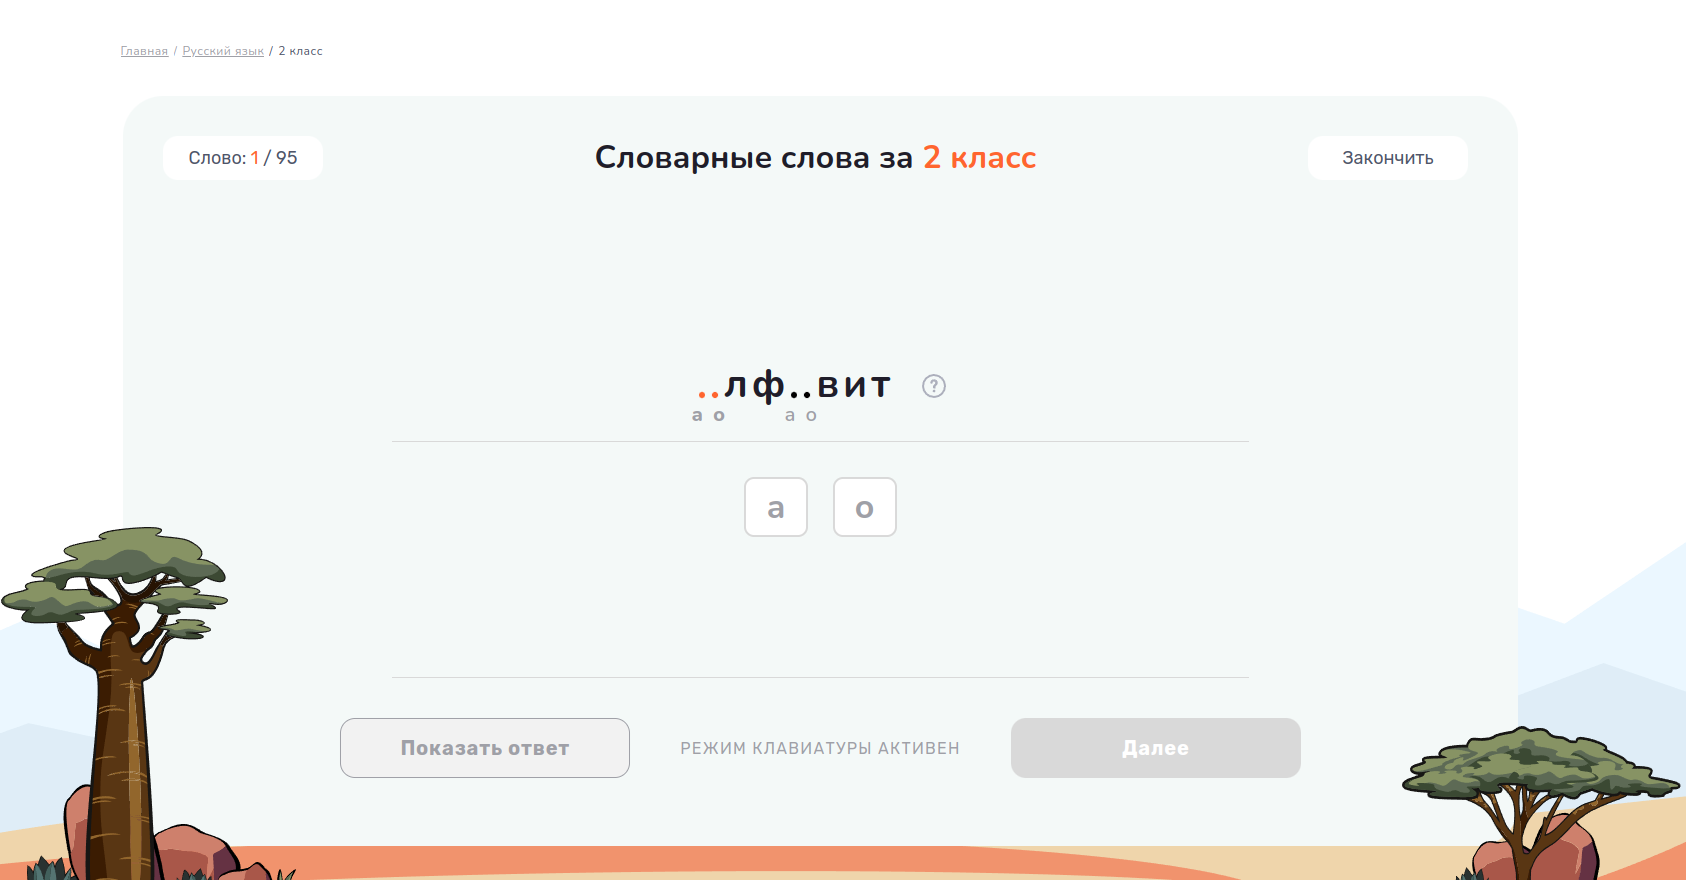 Главная / Русский язык / 2 класс
Слово: 1 / 95
Словарные слова за 2 класс
Закончить
..лф..вит ?
а о а о
а о
Показать ответ
РЕЖИМ КЛАВИАТУРЫ АКТИВЕН
Далее